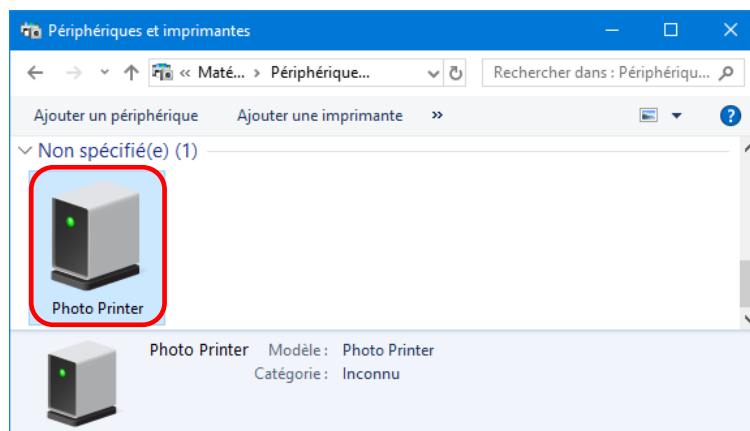 Périphériques et imprimantes
« Maté... > Périphérique...
Rechercher dans : Périphériqu...
Ajouter un périphérique
Ajouter une imprimante
»
Non spécifié(e) (1)
Photo Printer
Photo Printer Modèle : Photo Printer
Catégorie : Inconnu